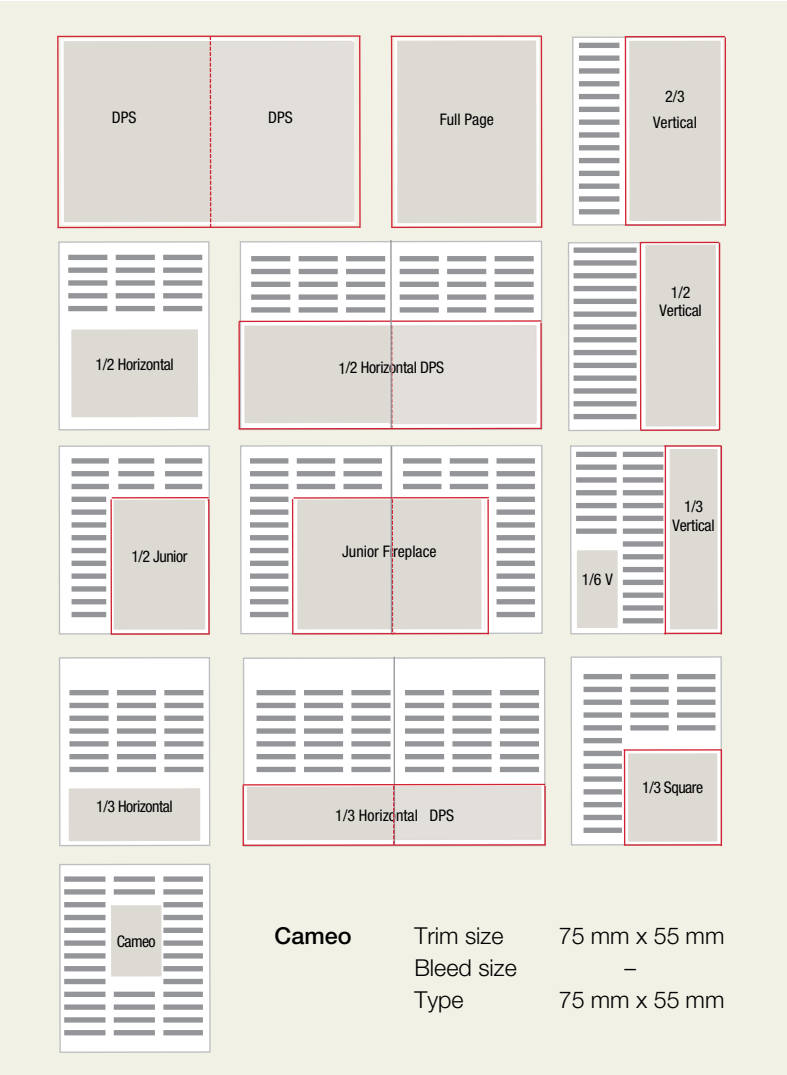 DPS DPS
Full Page
2/3
Vertical
1/2 Horizontal
1/2 Horizontal DPS
1/2
Vertical
1/2 Junior
Junior Fireplace
1/3
Vertical
1/6 V
1/3 Horizontal
1/3 Horizontal DPS
1/3 Square
Cameo
Cameo Trim size 75 mm x 55 mm
Bleed size –
Type 75 mm x 55 mm